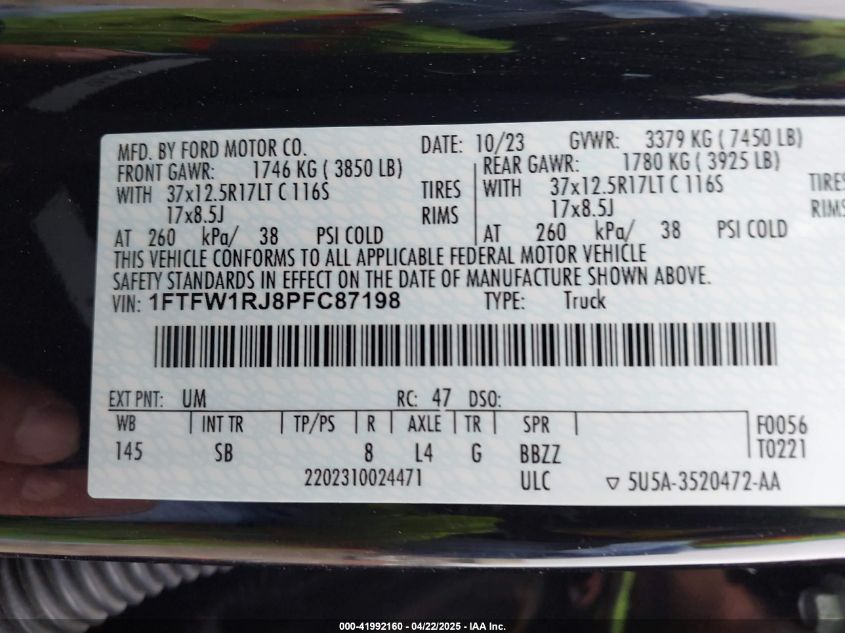 MFD. BY FORD MOTOR CO. DATE: 10/23 GVWR: 3379 KG ( 7450 LB)
FRONT GAWR: 1746 KG ( 3850 LB) REAR GAWR: 1780 KG ( 3925 LB)
WITH 37x12.5R17LT C 116S TIRES WITH 37x12.5R17LT C 116S TIRES
17x8.5J RIMS 17x8.5J RIMS
AT 260 kPa/ 38 PSI COLD AT 260 kPa/ 38 PSI COLD
THIS VEHICLE CONFORMS TO ALL APPLICABLE FEDERAL MOTOR VEHICLE
SAFETY STANDARDS IN EFFECT ON THE DATE OF MANUFACTURE SHOWN ABOVE.
VIN: 1FTFW1RJ8PFC87198 TYPE: Truck
EXT PNT: UM RC: 47 DSO:
WB INT TR TP/PS R AXLE TR SPR F0056
145 SB 8 L4 G BBZZ T0221
2202310024471 ULC ▽ 5U5A-3520472-AA
000-41992160 - 04/22/2025 - IAA Inc.